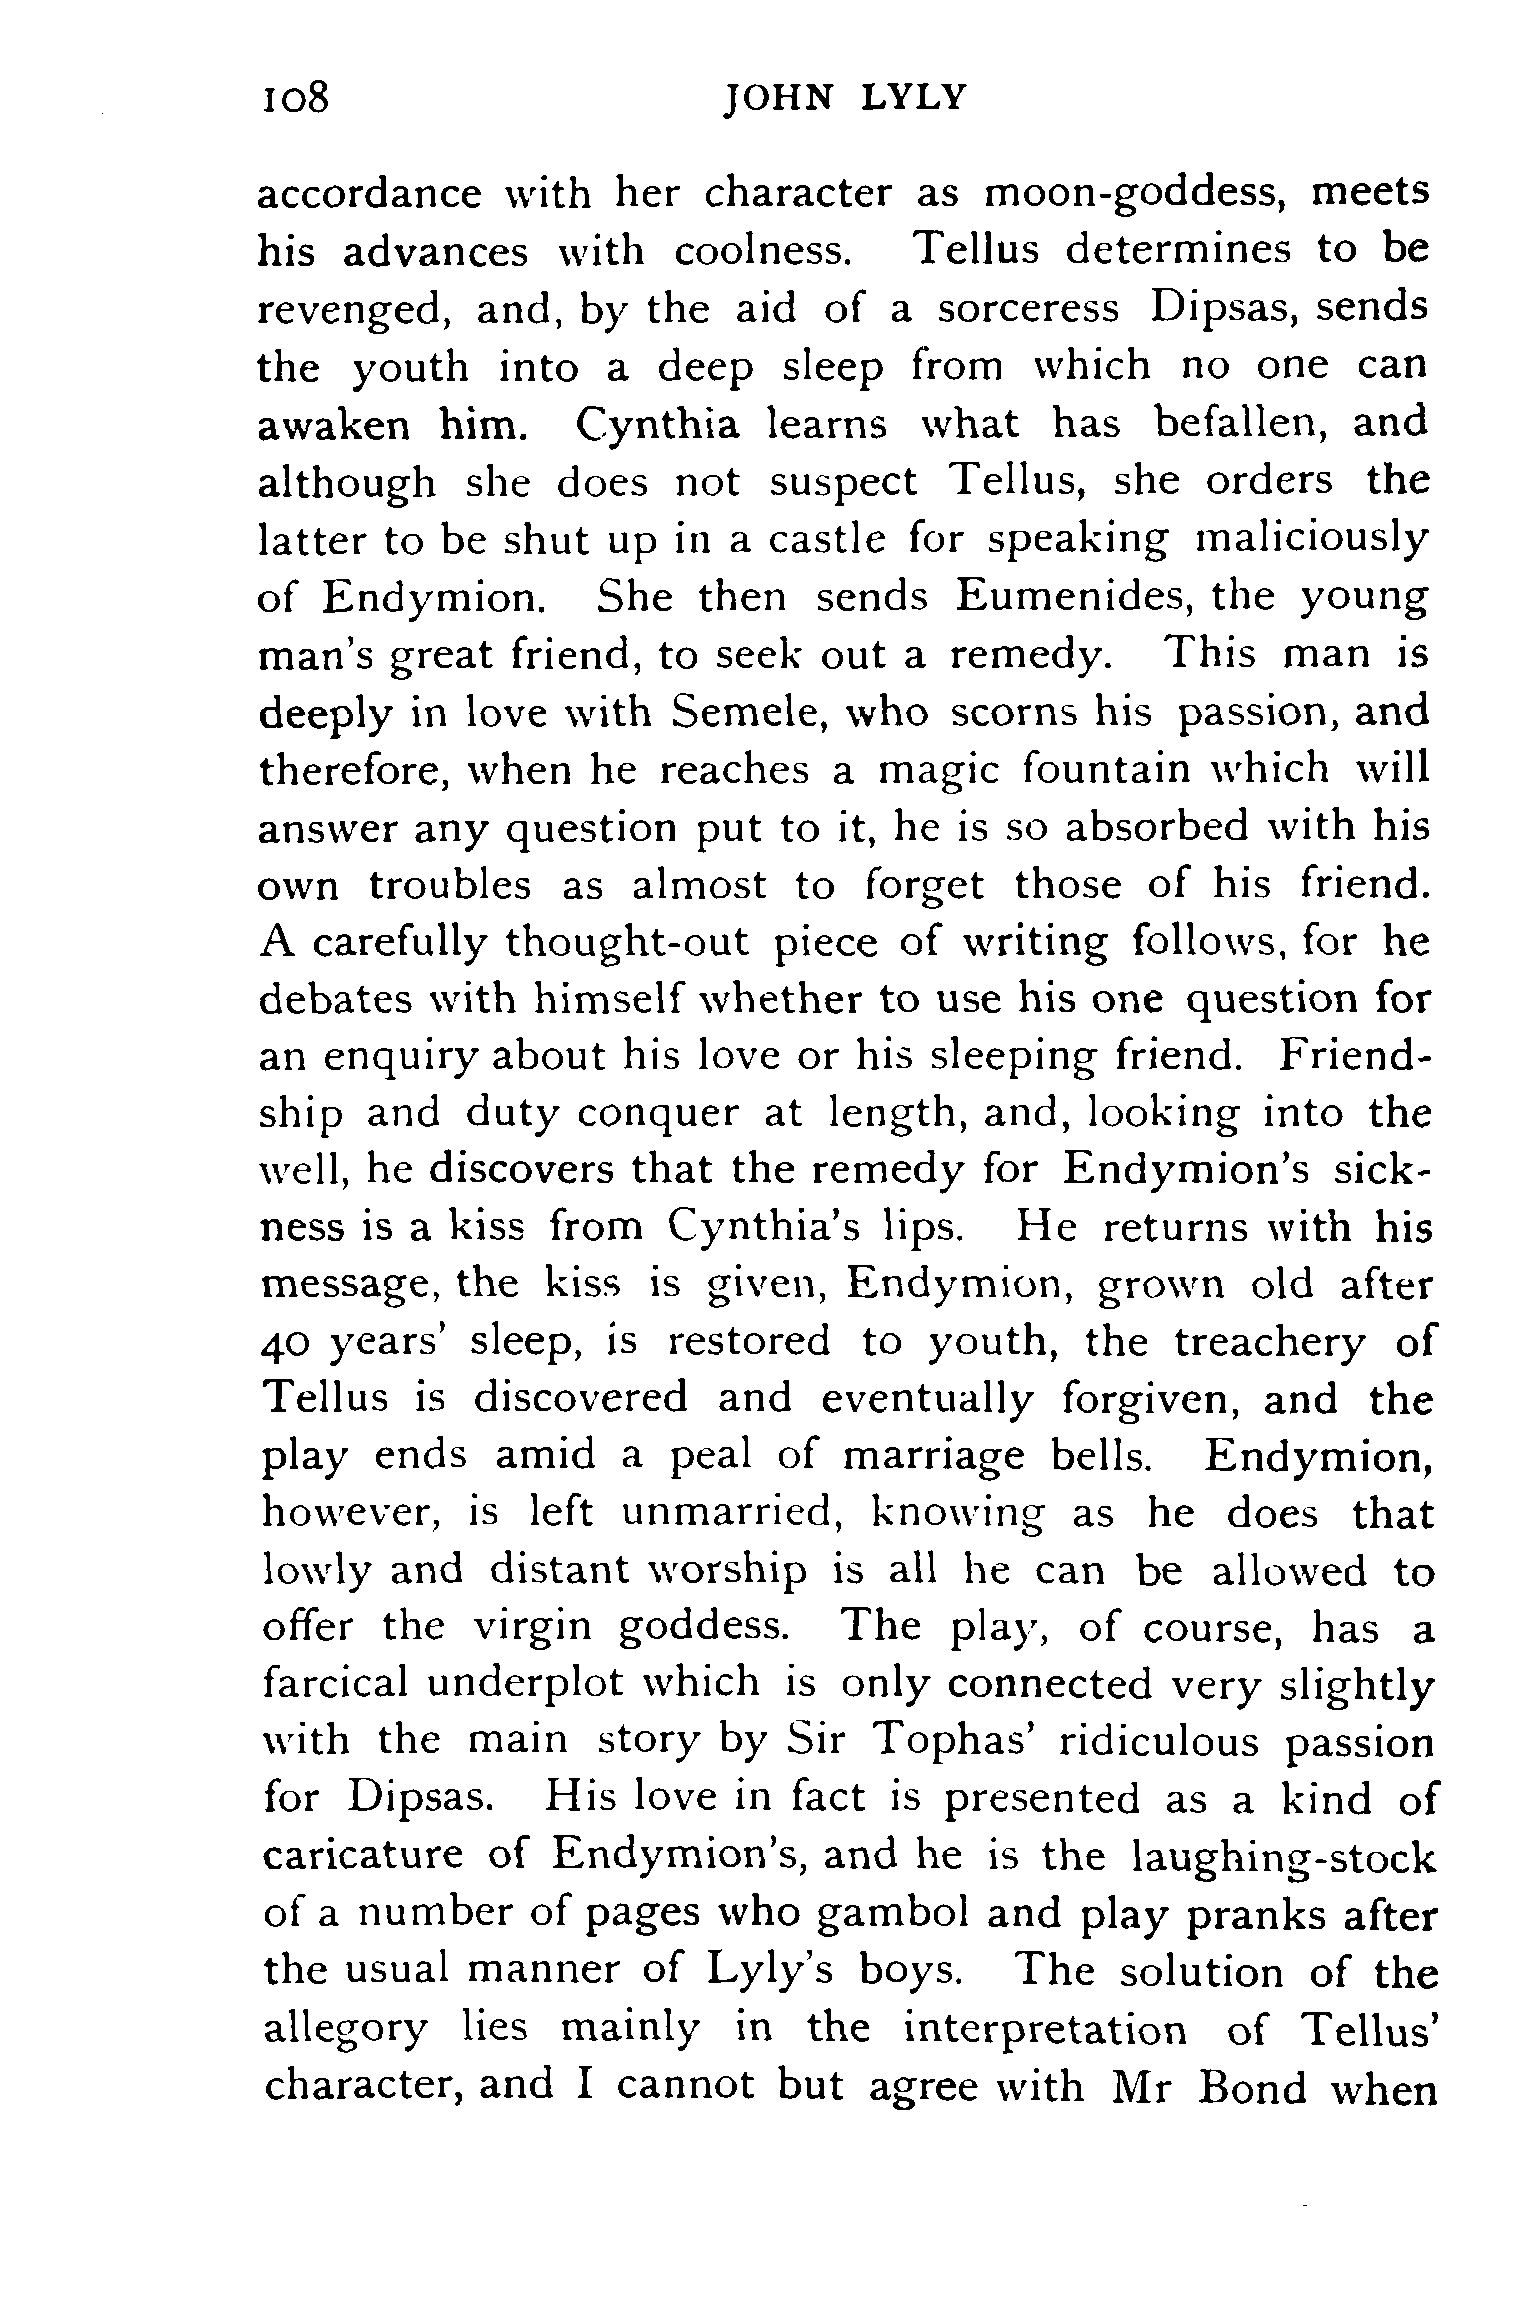 108 JOHN LYLY
accordance with her character as moon-goddess, meets
his advances with coolness. Tellus determines to be
revenged, and, by the aid of a sorceress Dipsas, sends
the youth into a deep sleep from which no one can
awaken him. Cynthia learns what has befallen, and
although she does not suspect Tellus, she orders the
latter to be shut up in a castle for speaking maliciously
of Endymion. She then sends Eumenides, the young
man's great friend, to seek out a remedy. This man is
deeply in love with Semele, who scorns his passion, and
therefore, when he reaches a magic fountain which will
answer any question put to it, he is so absorbed with his
own troubles as almost to forget those of his friend.
A carefully thought-out piece of writing follows, for he
debates with himself whether to use his one question for
an enquiry about his love or his sleeping friend. Friend-
ship and duty conquer at length, and, looking into the
well, he discovers that the remedy for Endymion's sick-
ness is a kiss from Cynthia's lips. He returns with his
message, the kiss is given, Endymion, grown old after
40 years' sleep, is restored to youth, the treachery of
Tellus is discovered and eventually forgiven, and the
play ends amid a peal of marriage bells. Endymion,
however, is left unmarried, knowing as he does that
lowly and distant worship is all he can be allowed to
offer the virgin goddess. The play, of course, has a
farcical underplot which is only connected very slightly
with the main story by Sir Tophas' ridiculous passion
for Dipsas. His love in fact is presented as a kind of
caricature of Endymion's, and he is the laughing-stock
of a number of pages who gambol and play pranks after
the usual manner of Lyly's boys. The solution of the
allegory lies mainly in the interpretation of Tellus'
character, and I cannot but agree with Mr Bond when